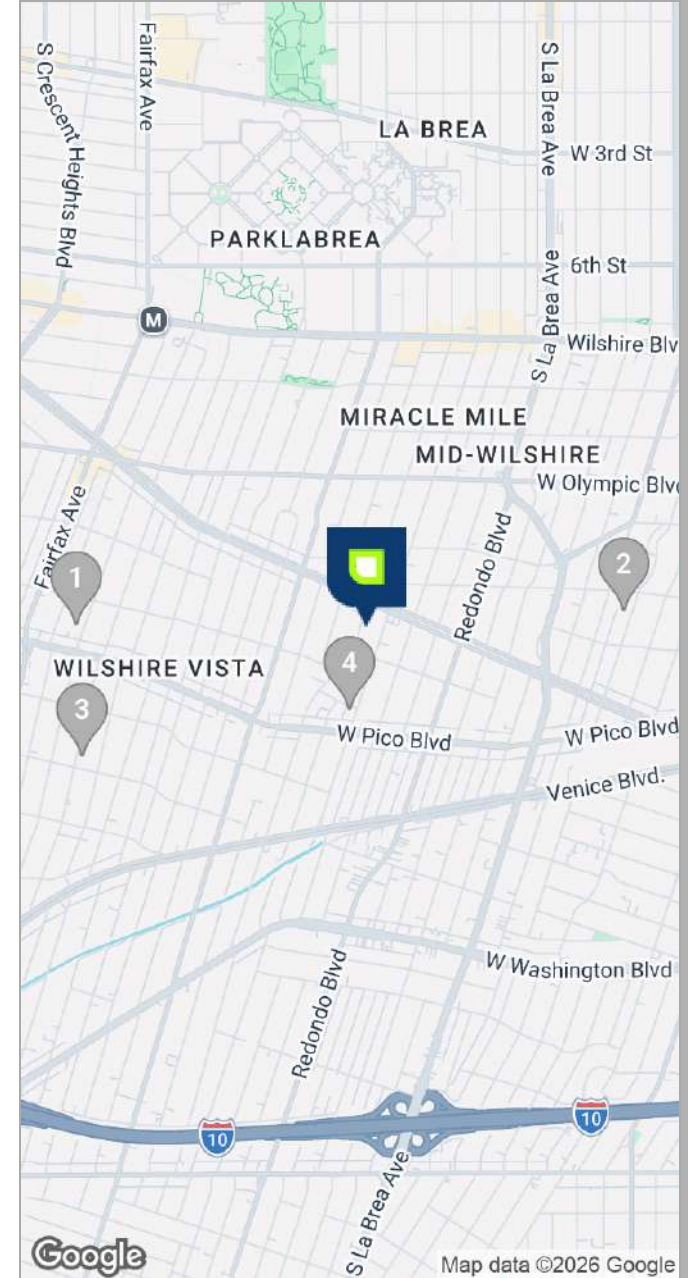 S Crescent Heights Blvd
Fairfax Ave
S La Brea Ave
LA BREA
W 3rd St
PARKLABREA
6th St
S La Brea Ave
M
Wilshire Blv
MIRACLE MILE
MID-WILSHIRE
W Olympic Blv
Fairfax Ave
Redondo Blvd
1
2
4
WILSHIRE VISTA
3
W Pico Blvd
W Pico Blvd
Venice Blvd.
W Washington Blvd
Redondo Blvd
10
10
S La Brea Ave
Google
Map data ©2026 Google